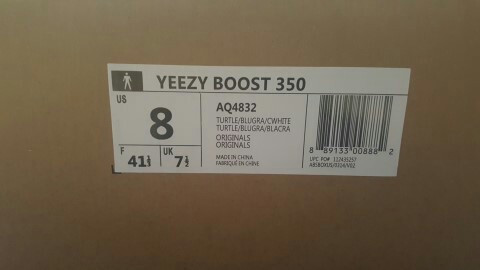 YEEZY BOOST 350
US
8
F
41⅓
UK
7½
AQ4832
TURTLE/BLUGRA/CWHITE
TURTLE/BLUGRA/BLACRA
ORIGINALS
ORIGINALS
MADE IN CHINA
FABRIQUÉ EN CHINE
8 89133 00888 2